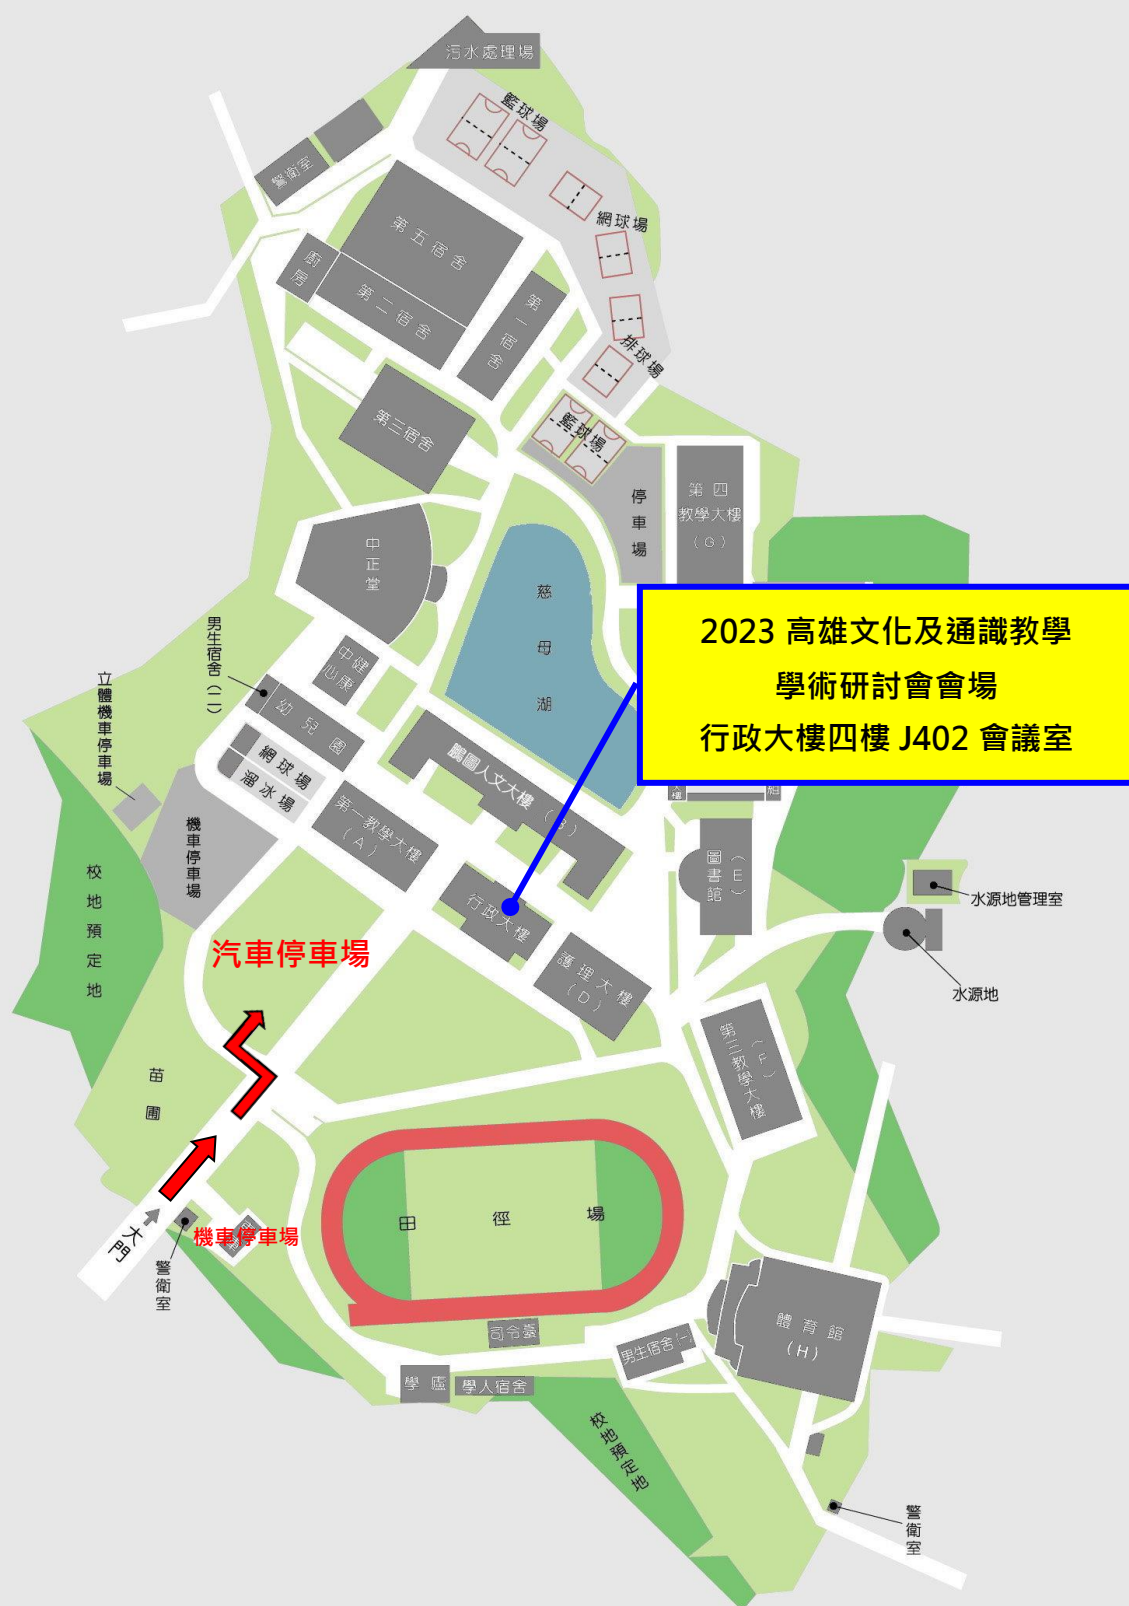 污水處理場
籃球場
警衛室
網球場
第五宿舍
廚房
第二宿舍
第一宿舍
排球場
第三宿舍
籃球場
停車場
第四
教學大樓
(G)
中正堂
慈母湖
2023 高雄文化及通識教學
學術研討會會場
行政大樓四樓 J402 會議室
男生宿舍(二)
中健
心康
立體機車停車場
幼兒園
網球場
溜冰場
鵬圖人文大樓 (B)
第一教學大樓
(A)
機車停車場
圖書館
(E)
校地預定地
行政大樓
水源地管理室
汽車停車場
護理大樓
(D)
水源地
第三教學大樓
(F)
苗圃
田徑場
大門
機車停車場
警衛室
司令臺
體育館
(H)
男生宿舍(一)
學廬
學人宿舍
校地預定地
警衛室